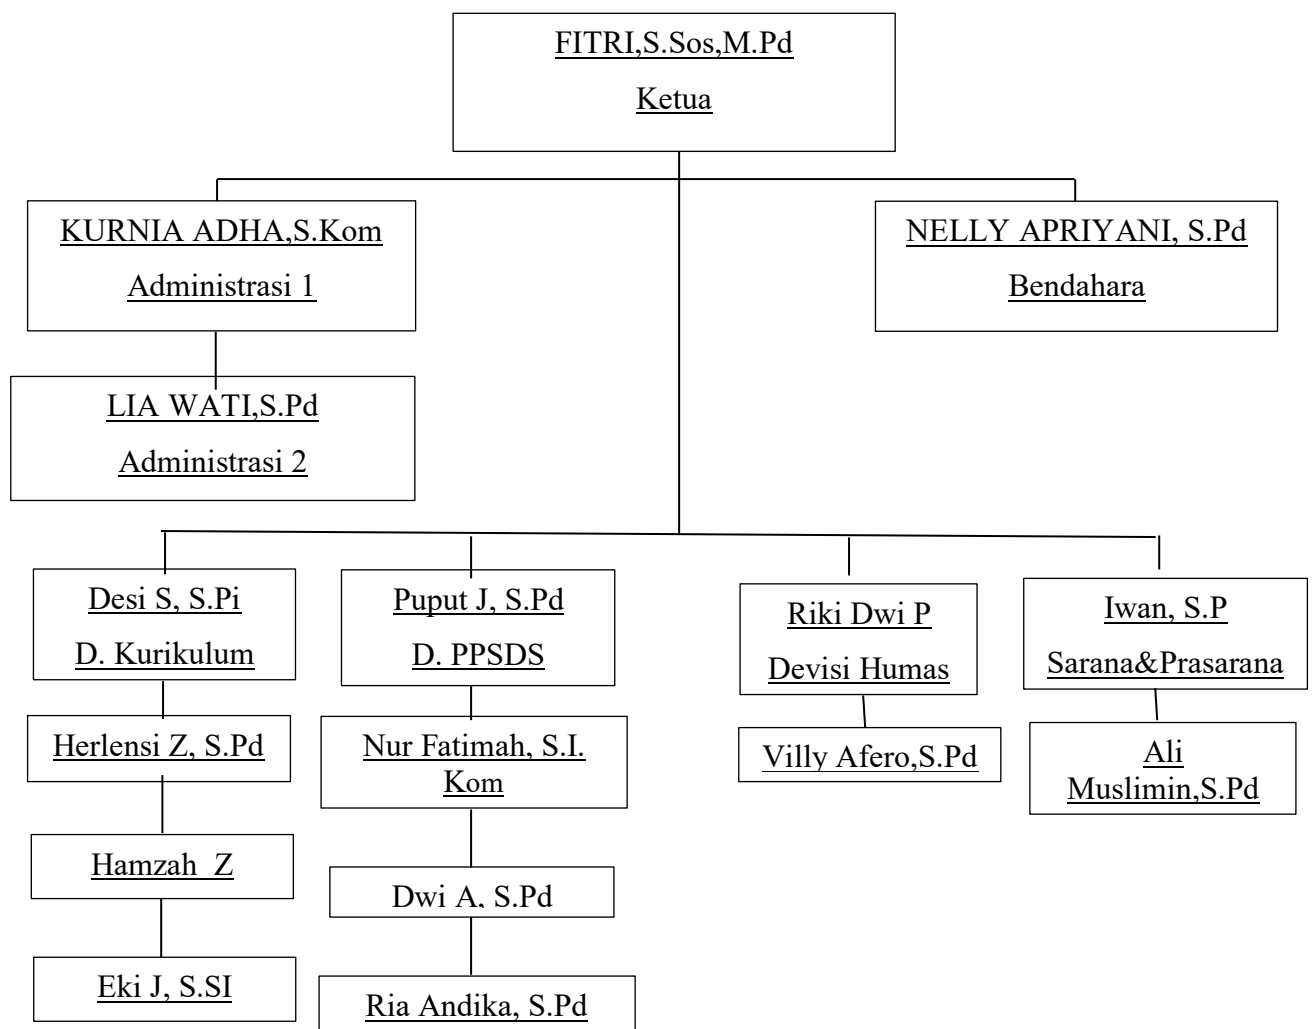 FITRI,S.Sos,M.Pd
Ketua
KURNIA ADHA,S.Kom
Administrasi 1
NELLY APRIYANI, S.Pd
Bendahara
LIA WATI,S.Pd
Administrasi 2
Desi S, S.Pi
D. Kurikulum
Puput J, S.Pd
D. PPSDS
Riki Dwi P
Devisi Humas
Iwan, S.P
Sarana&Prasarana
Herlensi Z, S.Pd
Nur Fatimah, S.I.
Kom
Villy Afero,S.Pd
Ali
Muslimin,S.Pd
Hamzah  Z
Dwi A, S.Pd
Eki J, S.SI
Ria Andika, S.Pd